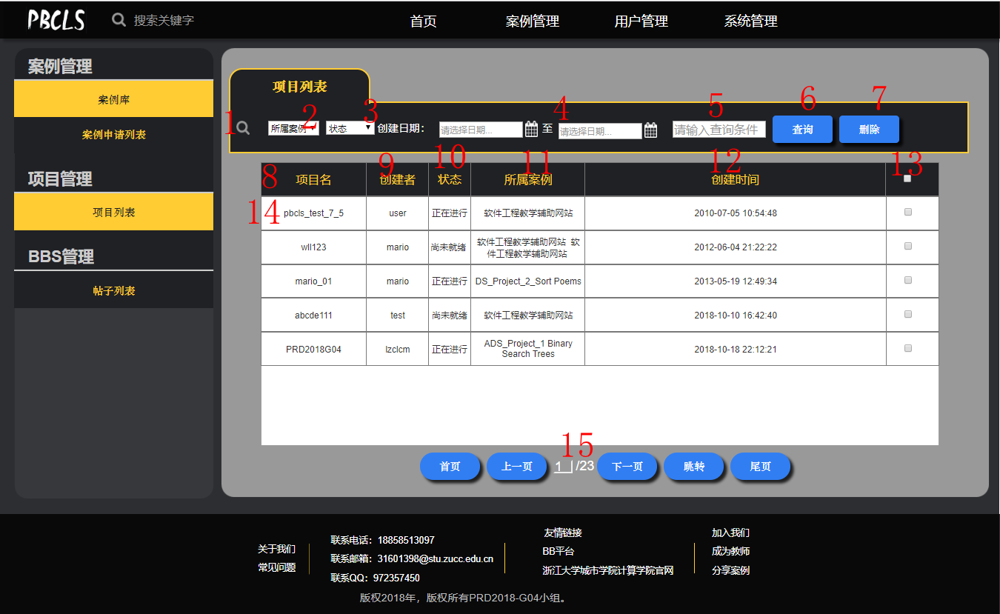 PBCLS 搜索关键字 首页 案例管理 用户管理 系统管理
案例管理
案例库
案例申请列表
项目管理
项目列表
BBS管理
帖子列表
项目列表
1 2 3 4 5 6 7
所属案例 状态 创建日期: 请选择日期... 至 请选择日期... 请输入查询条件 查询 删除
8 9 10 11 12 13
项目名 创建者 状态 所属案例 创建时间
14
pbcls_test_7_5 user 正在进行 软件工程教学辅助网站 2010-07-05 10:54:48
wll123 mario 尚未就绪 软件工程教学辅助网站 软
件工程教学辅助网站 2012-06-04 21:22:22
mario_01 mario 正在进行 DS_Project_2_Sort Poems 2013-05-19 12:49:34
abcde111 test 尚未就绪 软件工程教学辅助网站 2018-10-10 16:42:40
PRD2018G04 lzclcm 正在进行 ADS_Project_1 Binary
Search Trees 2018-10-18 22:12:21
15
首页 上一页 1 /23 下一页 跳转 尾页
关于我们
常见问题
联系电话：18858513097
联系邮箱：31601398@stu.zucc.edu.cn
联系QQ：972357450
友情链接
BB平台
浙江大学城市学院计算学院官网
加入我们
成为教师
分享案例
版权2018年，版权所有PRD2018-G04小组。